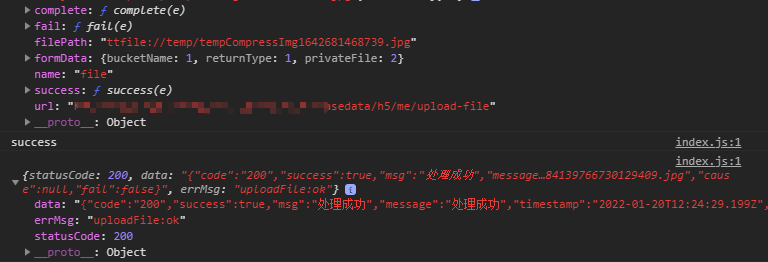 ▶ complete: ƒ complete(e)
▶ fail: ƒ fail(e)
filePath: "ttfile://temp/tempCompressImg1642681468739.jpg"
▶ formData: {bucketName: 1, returnType: 1, privateFile: 2}
name: "file"
▶ success: ƒ success(e)
url: "sedata/h5/me/upload-file"
▶ __proto__: Object
success index.js:1
index.js:1
{statusCode: 200, data: "{"code":"200","success":true,"msg":"处理成功","message…84139766730129409.jpg","caus
▼ e":null,"fail":false}", errMsg: "uploadFile:ok"} i
data: "{"code":"200","success":true,"msg":"处理成功","message":"处理成功","timestamp":"2022-01-20T12:24:29.199Z",
errMsg: "uploadFile:ok"
statusCode: 200
▶ __proto__: Object